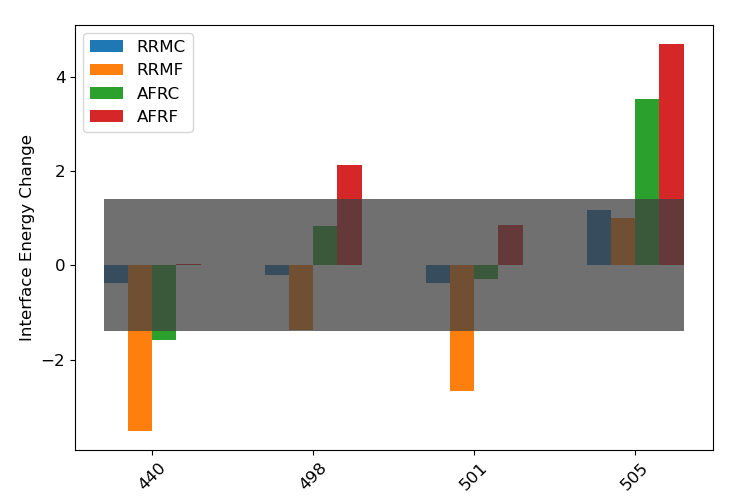 RRMC
RRMF
AFRC
AFRF
Interface Energy Change
4
2
0
−2
440
498
501
505